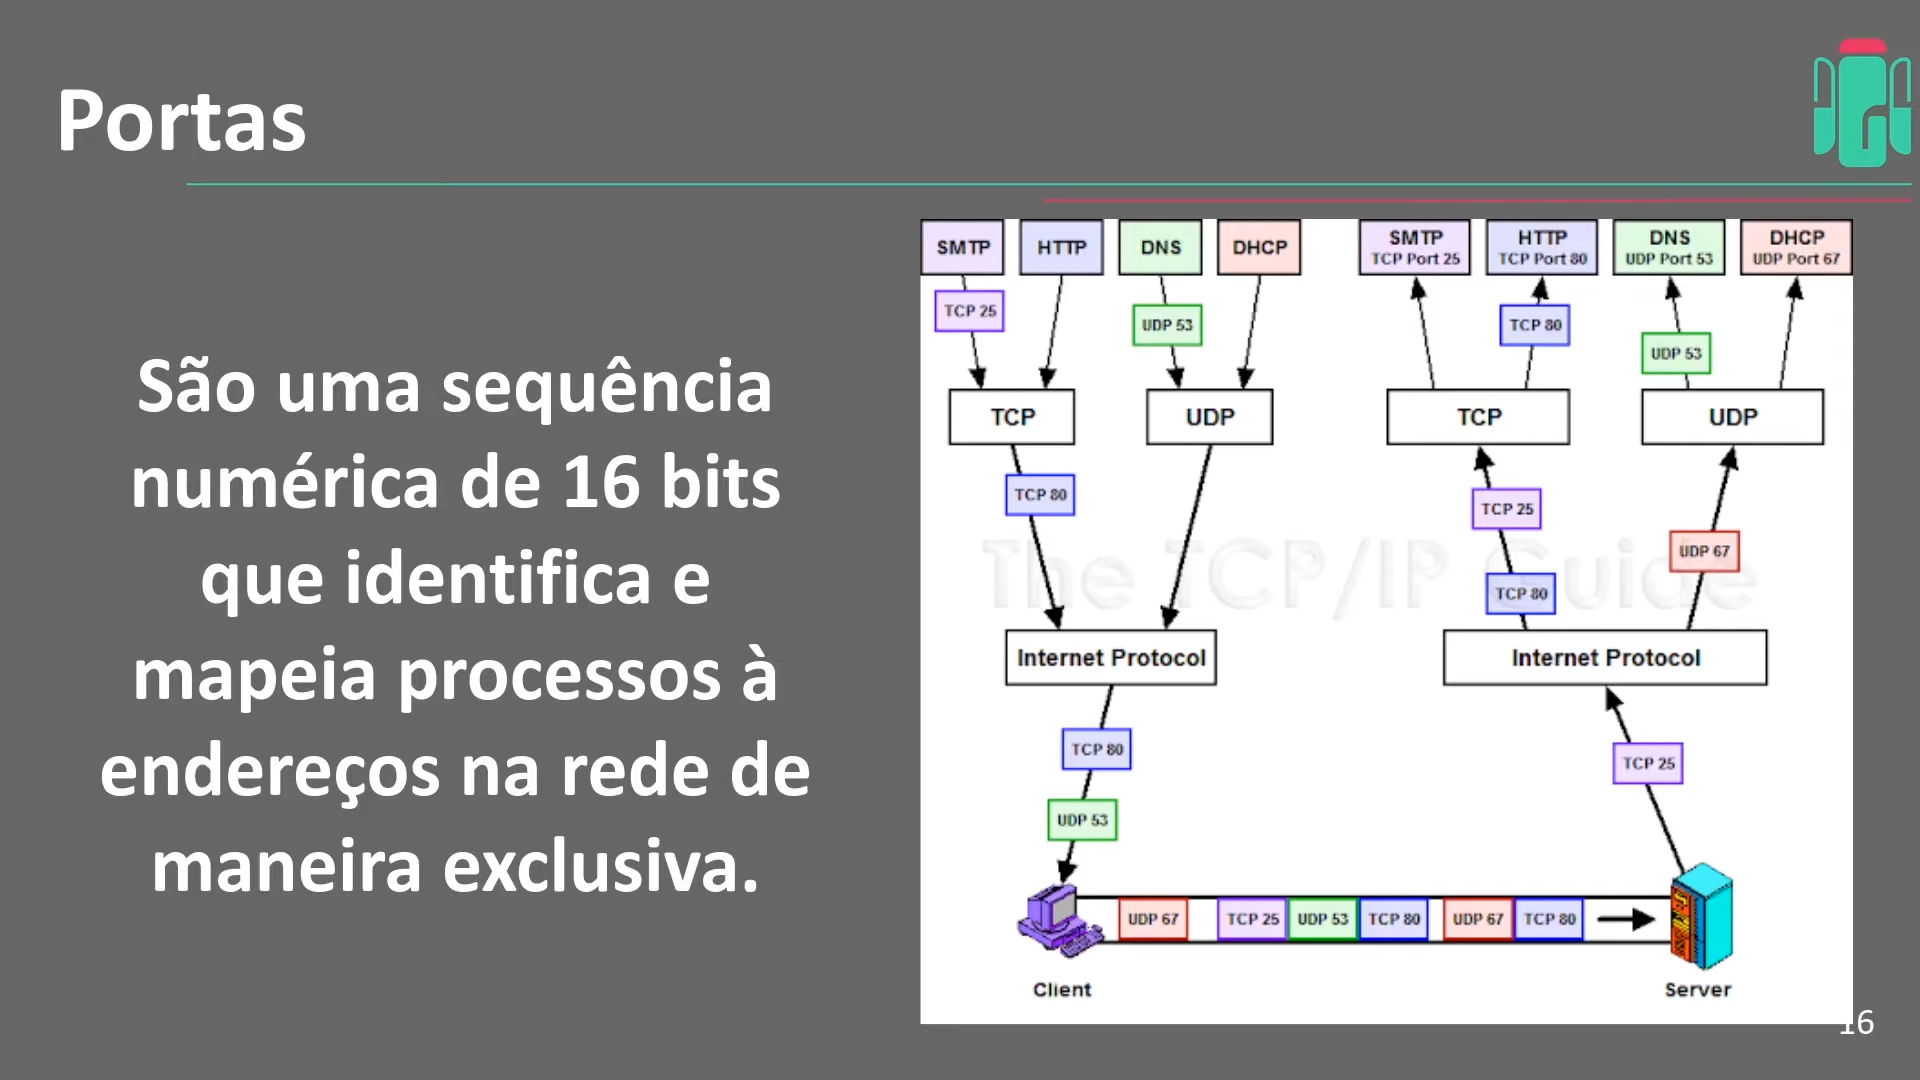 Portas
São uma sequência
numérica de 16 bits
que identifica e
mapeia processos à
endereços na rede de
maneira exclusiva.
SMTP HTTP DNS DHCP
SMTP HTTP DNS DHCP
TCP Port 25 TCP Port 80 UDP Port 53 UDP Port 67
TCP 25 UDP 53 TCP 80
UDP 53
TCP UDP TCP UDP
TCP 80 TCP 25
UDP 67
The TCP/IP Guide
TCP 80
Internet Protocol Internet Protocol
TCP 80 TCP 25
UDP 53
UDP 67 TCP 25 UDP 53 TCP 80 UDP 67 TCP 80
Client Server
16